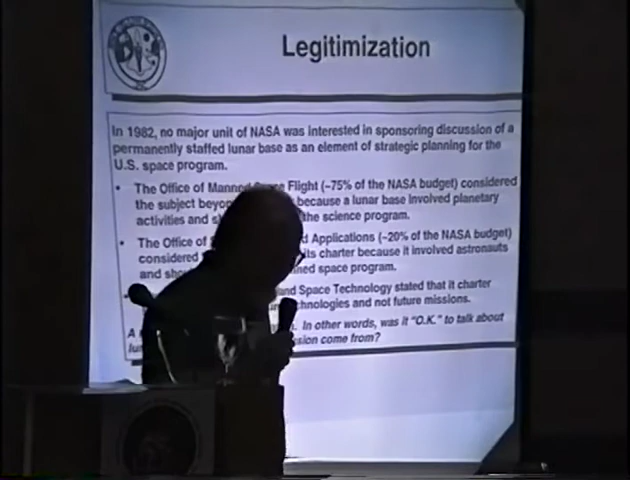 Legitimization
In 1982, no major unit of NASA was interested in sponsoring discussion of a
permanently staffed lunar base as an element of strategic planning for the
U.S. space program.
• The Office of Manned Flight (~75% of the NASA budget) considered
the subject because a lunar base involved planetary
activities and the science program.
• The Office of Applications (~20% of the NASA budget)
considered its charter because it involved astronauts
and space program.
and Space Technology stated that it charter
and not future missions.
A In other words, was it "O.K." to talk about
come from?